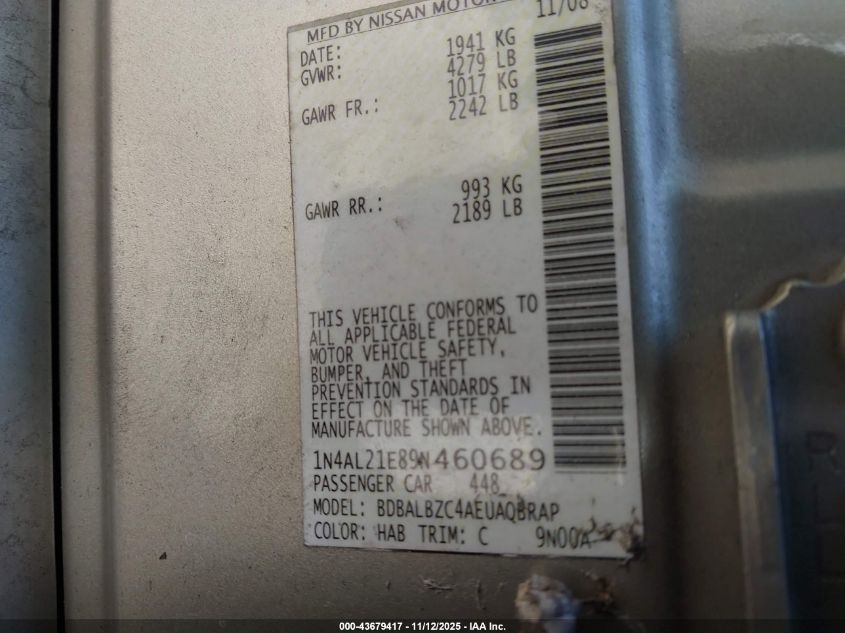 MFD BY NISSAN MOTOR
DATE: 11/08
GVWR: 1941 KG
4279 LB
GAWR FR.: 1017 KG
2242 LB
GAWR RR.: 993 KG
2189 LB
THIS VEHICLE CONFORMS TO
ALL APPLICABLE FEDERAL
MOTOR VEHICLE SAFETY,
BUMPER, AND THEFT
PREVENTION STANDARDS IN
EFFECT ON THE DATE OF
MANUFACTURE SHOWN ABOVE.
1N4AL21E89N460689
PASSENGER CAR 448
MODEL: BDBALBZC4AEUAQBRAP
COLOR: HAB TRIM: C 9N00A
000-43679417 - 11/12/2025 - IAA Inc.